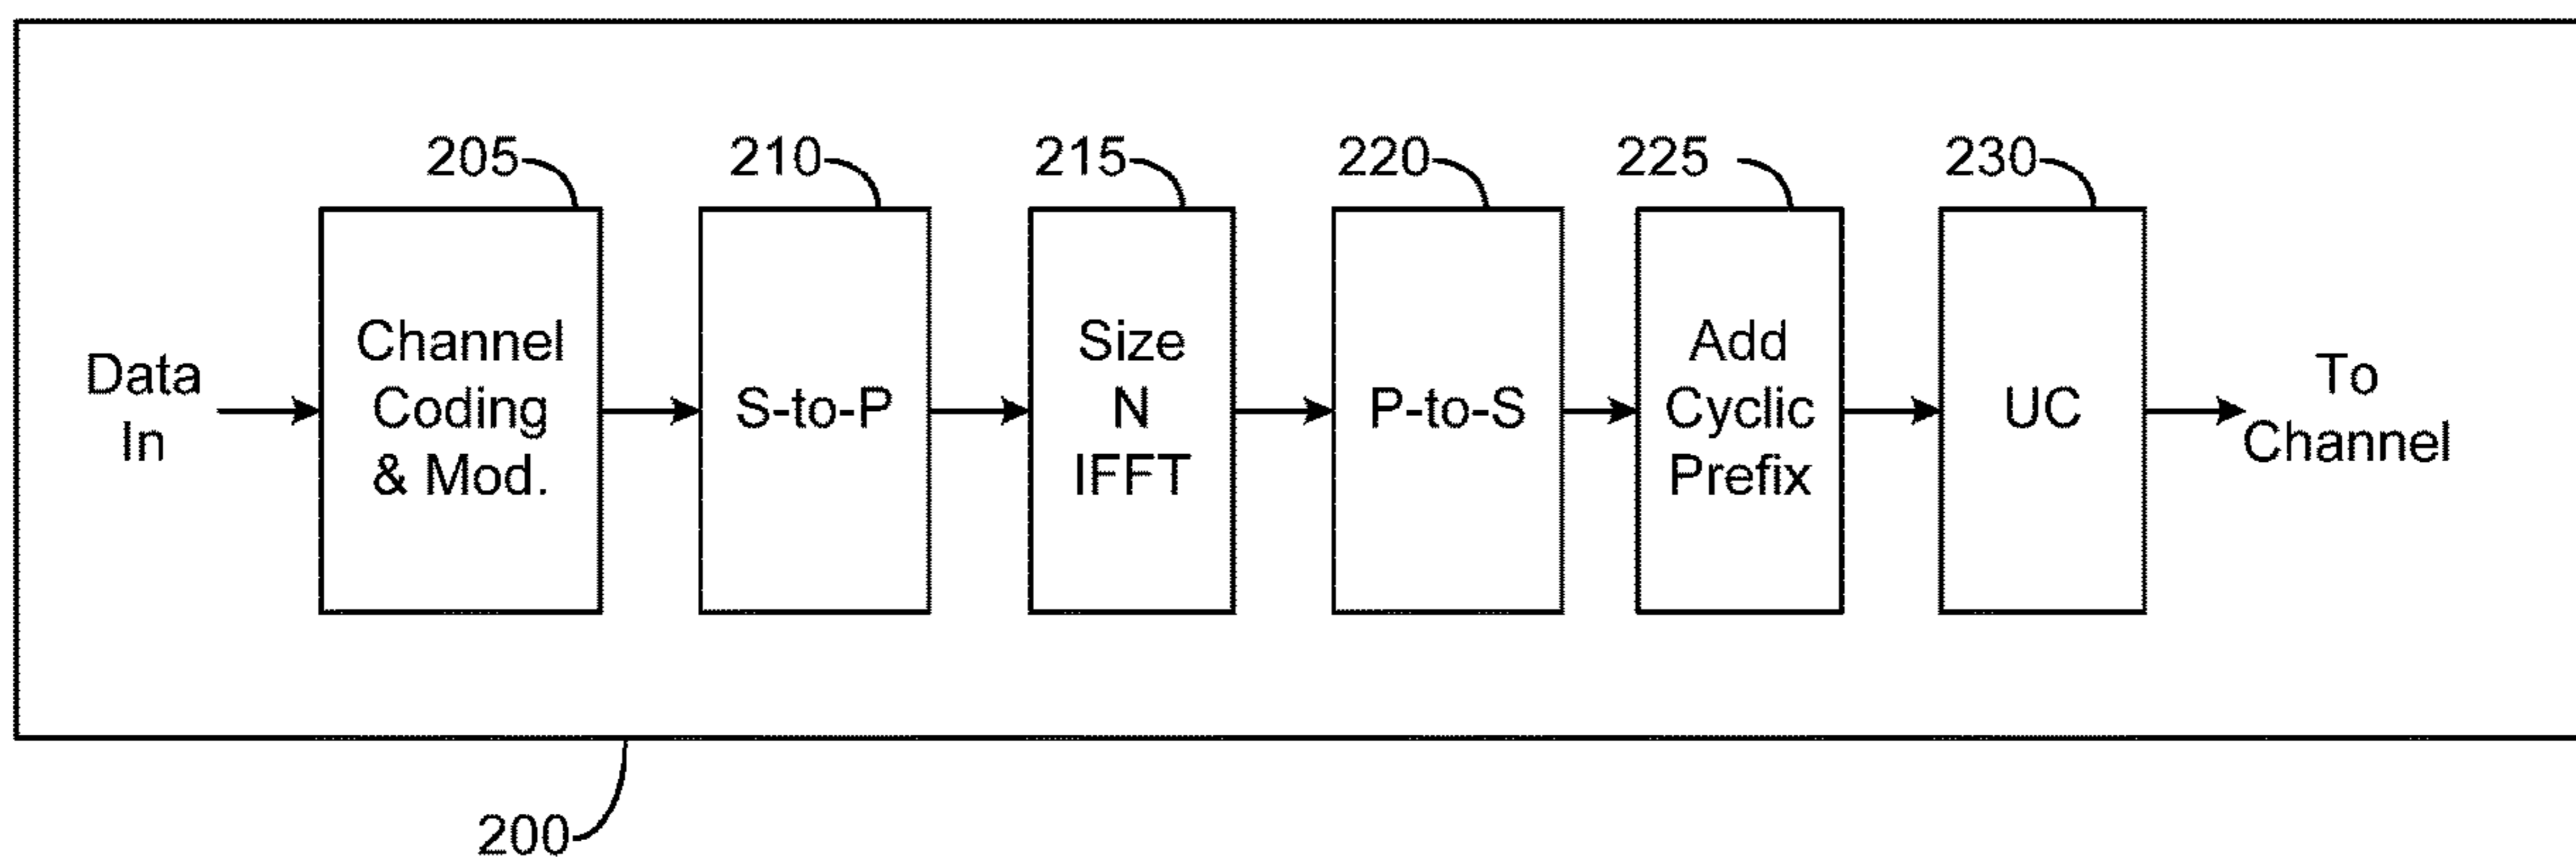 205
210
215
220
225
230
Data
In
Channel
Coding
& Mod.
S-to-P
Size
N
IFFT
P-to-S
Add
Cyclic
Prefix
UC
To
Channel
200